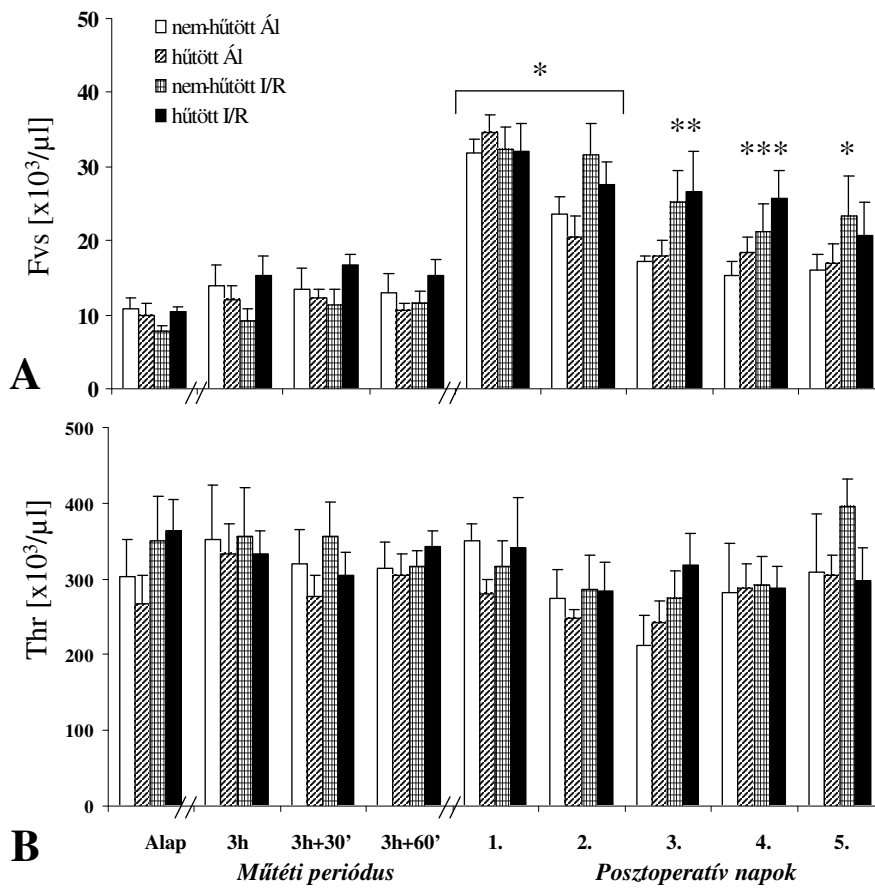 50
40
30
20
10
0
Fvs [x10³/µl]
nem-hűtött Ál
hűtött Ál
nem-hűtött I/R
hűtött I/R
*
**
***
*
A
500
400
300
200
100
0
Thr [x10³/µl]
B
Alap 3h 3h+30’ 3h+60’ 1. 2. 3. 4. 5.
Műtéti periódus Posztoperatív napok